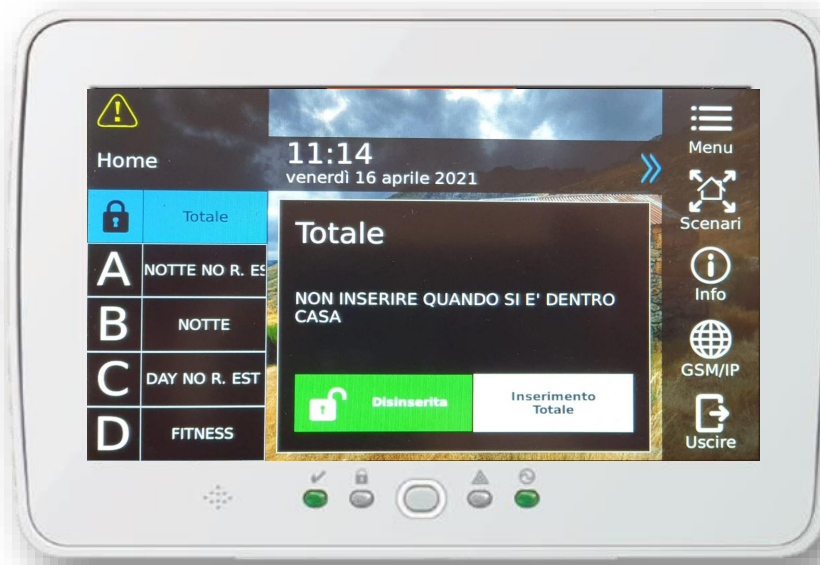 Home
11:14
venerdì 16 aprile 2021
Menu
Totale
A NOTTE NO R. ES
B NOTTE
C DAY NO R. EST
D FITNESS
Totale
NON INSERIRE QUANDO SI E' DENTRO
CASA
Disinserita
Inserimento
Totale
Scenari
Info
GSM/IP
Uscire